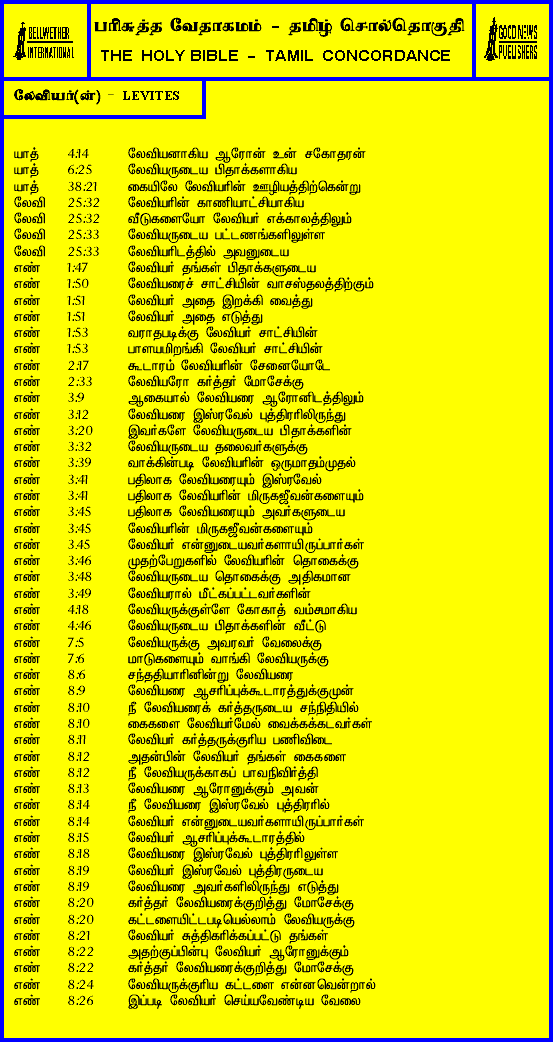 BELLWETHER
INTERNATIONAL
பரிசுத்த வேதாகமம் - தமிழ் சொல்தொகுதி
THE HOLY BIBLE - TAMIL CONCORDANCE
GOOD NEWS
PUBLISHERS
லேவியர்(ன்) - LEVITES
யாத் 4:14 லேவியனாகிய ஆரோன் உன் சகோதரன்
யாத் 6:25 லேவியருடைய பிதாக்களாகிய
யாத் 38:21 கையிலே லேவியரின் ஊழியத்திற்கென்று
லேவி 25:32 லேவியரின் காணியாட்சியாகிய
லேவி 25:32 வீடுகளையோ லேவியர் எக்காலத்திலும்
லேவி 25:33 லேவியருடைய பட்டணங்களிலுள்ள
லேவி 25:33 லேவியரிடத்தில் அவனுடைய
எண் 1:47 லேவியர் தங்கள் பிதாக்களுடைய
எண் 1:50 லேவியரைச் சாட்சியின் வாசஸ்தலத்திற்கும்
எண் 1:51 லேவியர் அதை இறக்கி வைத்து
எண் 1:51 லேவியர் அதை எடுத்து
எண் 1:53 வராதபடிக்கு லேவியர் சாட்சியின்
எண் 1:53 பாளயமிறங்கி லேவியர் சாட்சியின்
எண் 2:17 கூடாரம் லேவியரின் சேனையோடே
எண் 2:33 லேவியரோ கர்த்தர் மோசேக்கு
எண் 3:9 ஆகையால் லேவியரை ஆரோனிடத்திலும்
எண் 3:12 லேவியரை இஸ்ரவேல் புத்திரரிலிருந்து
எண் 3:20 இவர்களே லேவியருடைய பிதாக்களின்
எண் 3:32 லேவியருடைய தலைவர்களுக்கு
எண் 3:39 வாக்கின்படி லேவியரின் ஒருமாதம்முதல்
எண் 3:41 பதிலாக லேவியரையும் இஸ்ரவேல்
எண் 3:41 பதிலாக லேவியரின் மிருகஜீவன்களையும்
எண் 3:45 பதிலாக லேவியரையும் அவர்களுடைய
எண் 3:45 லேவியரின் மிருகஜீவன்களையும்
எண் 3:45 லேவியர் என்னுடையவர்களாயிருப்பார்கள்
எண் 3:46 முதற்பேறுகளில் லேவியரின் தொகைக்கு
எண் 3:48 லேவியருடைய தொகைக்கு அதிகமான
எண் 3:49 லேவியரால் மீட்கப்பட்டவர்களின்
எண் 4:18 லேவியருக்குள்ளே கோகாத் வம்சமாகிய
எண் 4:46 லேவியருடைய பிதாக்களின் வீட்டு
எண் 7:5 லேவியருக்கு அவரவர் வேலைக்கு
எண் 7:6 மாடுகளையும் வாங்கி லேவியருக்கு
எண் 8:6 சந்ததியாரினின்று லேவியரை
எண் 8:9 லேவியரை ஆசரிப்புக்கூடாரத்துக்குமுன்
எண் 8:10 நீ லேவியரைக் கர்த்தருடைய சந்நிதியில்
எண் 8:10 கைகளை லேவியர்மேல் வைக்கக்கடவர்கள்
எண் 8:11 லேவியர் கர்த்தருக்குரிய பணிவிடை
எண் 8:12 அதன்பின் லேவியர் தங்கள் கைகளை
எண் 8:12 நீ லேவியருக்காகப் பாவநிவிர்த்தி
எண் 8:13 லேவியரை ஆரோனுக்கும் அவன்
எண் 8:14 நீ லேவியரை இஸ்ரவேல் புத்திரரில்
எண் 8:14 லேவியர் என்னுடையவர்களாயிருப்பார்கள்
எண் 8:15 லேவியர் ஆசரிப்புக்கூடாரத்தில்
எண் 8:18 லேவியரை இஸ்ரவேல் புத்திரரிலுள்ள
எண் 8:19 லேவியர் இஸ்ரவேல் புத்திரருடைய
எண் 8:19 லேவியரை அவர்களிலிருந்து எடுத்து
எண் 8:20 கர்த்தர் லேவியரைக்குறித்து மோசேக்கு
எண் 8:20 கட்டளையிட்டபடியெல்லாம் லேவியருக்கு
எண் 8:21 லேவியர் சுத்திகரிக்கப்பட்டு தங்கள்
எண் 8:22 அதற்குப்பின்பு லேவியர் ஆரோனுக்கும்
எண் 8:22 கர்த்தர் லேவியரைக்குறித்து மோசேக்கு
எண் 8:24 லேவியருக்குரிய கட்டளை என்னவென்றால்
எண் 8:26 இப்படி லேவியர் செய்யவேண்டிய வேலை